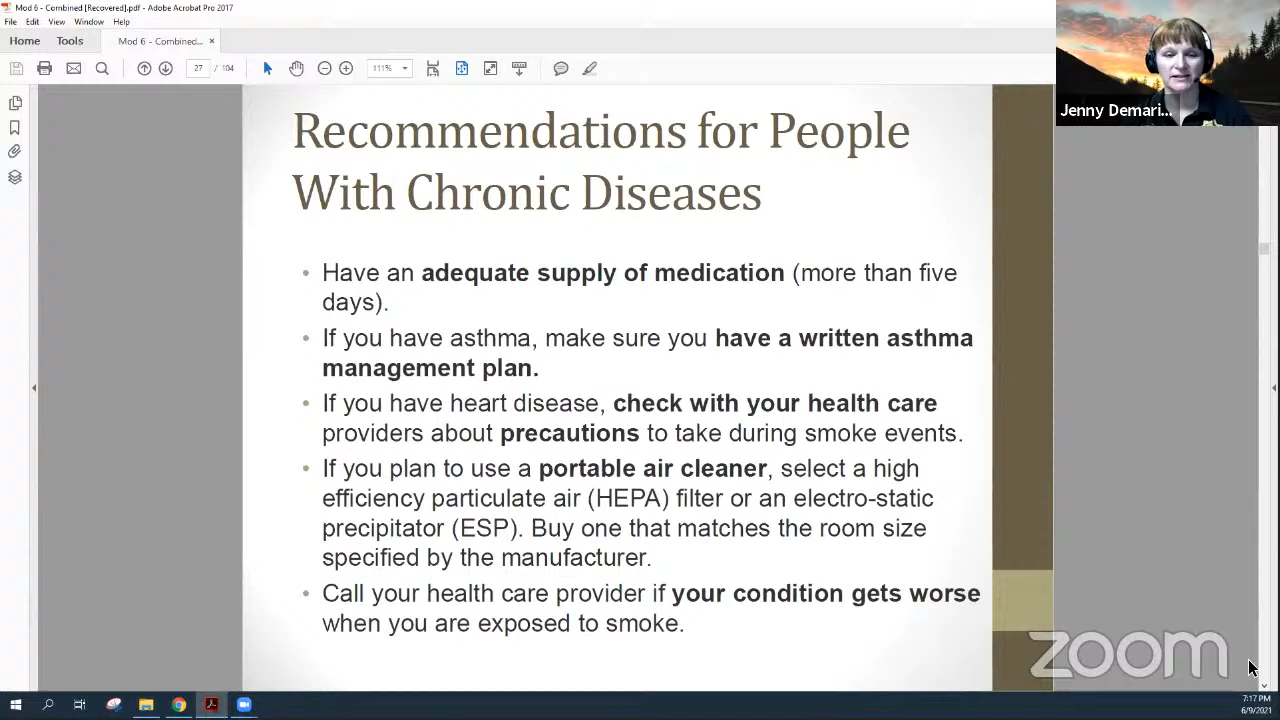 Mod 6 - Combined [Recovered].pdf - Adobe Acrobat Pro 2017
File Edit View Window Help
Home Tools Mod 6 - Combined... ×
27 / 104 111%
Jenny Demari...
Recommendations for People
With Chronic Diseases
• Have an adequate supply of medication (more than five
days).
• If you have asthma, make sure you have a written asthma
management plan.
• If you have heart disease, check with your health care
providers about precautions to take during smoke events.
• If you plan to use a portable air cleaner, select a high
efficiency particulate air (HEPA) filter or an electro-static
precipitator (ESP). Buy one that matches the room size
specified by the manufacturer.
• Call your health care provider if your condition gets worse
when you are exposed to smoke.
zoom
7:17 PM
6/9/2021